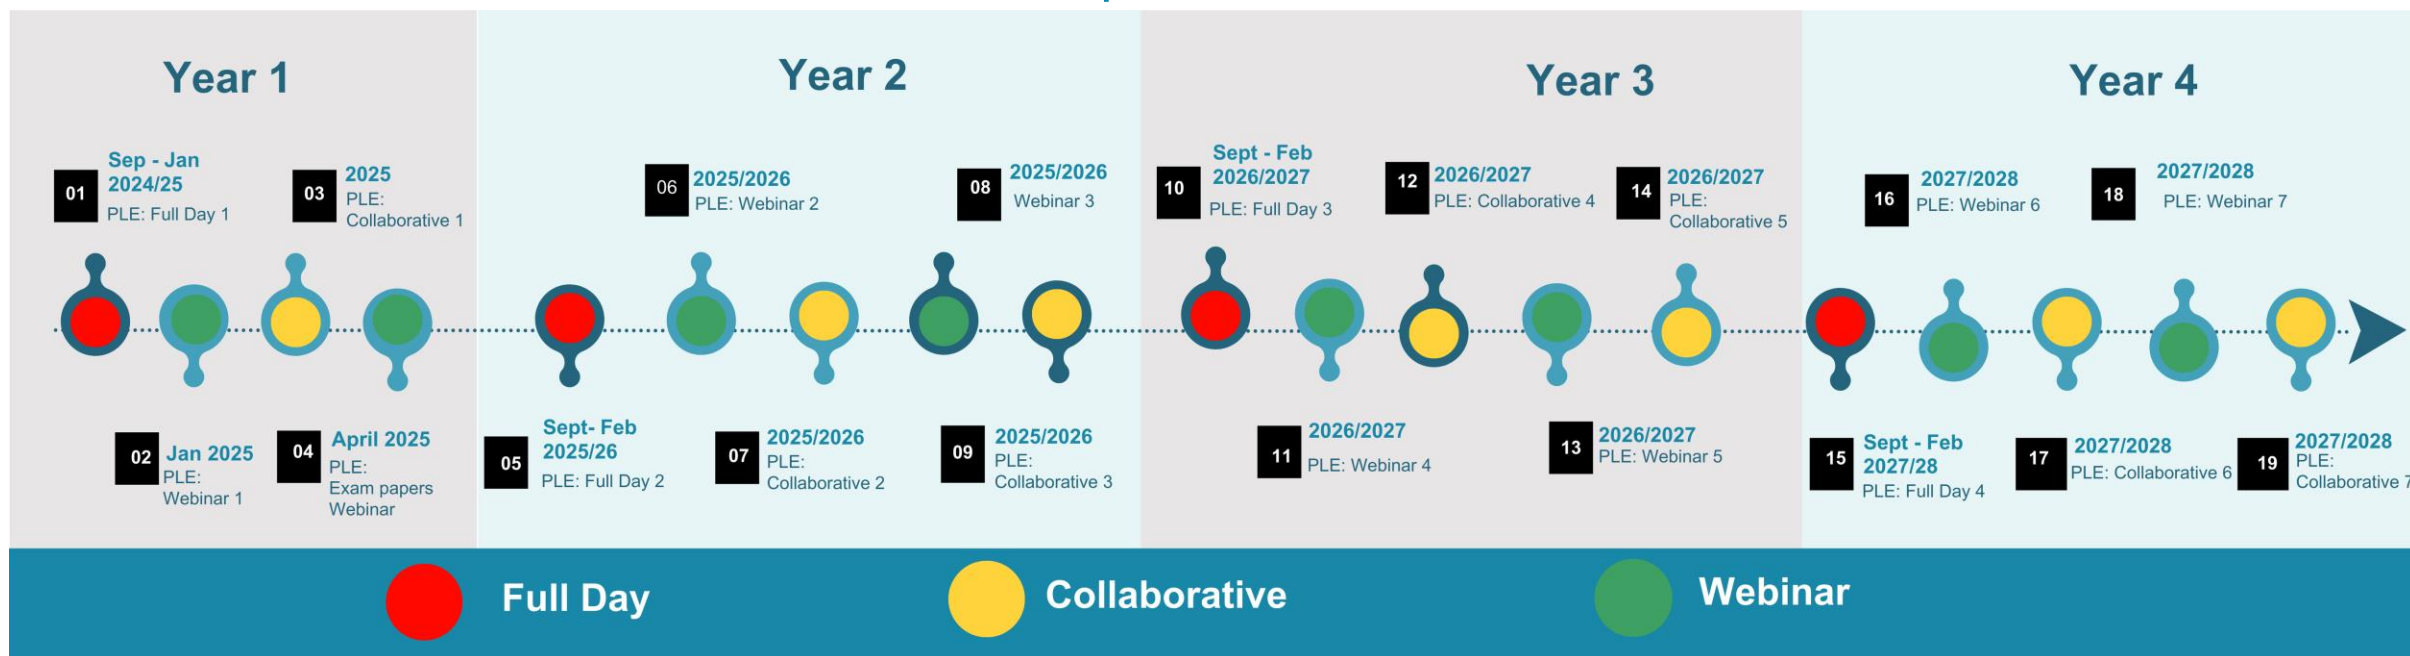 Year 1
Year 2
Year 3
Year 4
01
Sep - Jan
2024/25
PLE: Full Day 1
02
Jan 2025
PLE:
Webinar 1
03
2025
PLE:
Collaborative 1
04
April 2025
PLE:
Exam papers
Webinar
05
Sept- Feb
2025/26
PLE: Full Day 2
06
2025/2026
PLE: Webinar 2
07
2025/2026
PLE:
Collaborative 2
08
2025/2026
Webinar 3
09
2025/2026
PLE:
Collaborative 3
10
Sept - Feb
2026/2027
PLE: Full Day 3
11
2026/2027
PLE: Webinar 4
12
2026/2027
PLE: Collaborative 4
13
2026/2027
PLE: Webinar 5
14
2026/2027
PLE:
Collaborative 5
15
Sept - Feb
2027/28
PLE: Full Day 4
16
2027/2028
PLE: Webinar 6
17
2027/2028
PLE: Collaborative 6
18
2027/2028
PLE: Webinar 7
19
2027/2028
PLE:
Collaborative 7
Full Day
Collaborative
Webinar